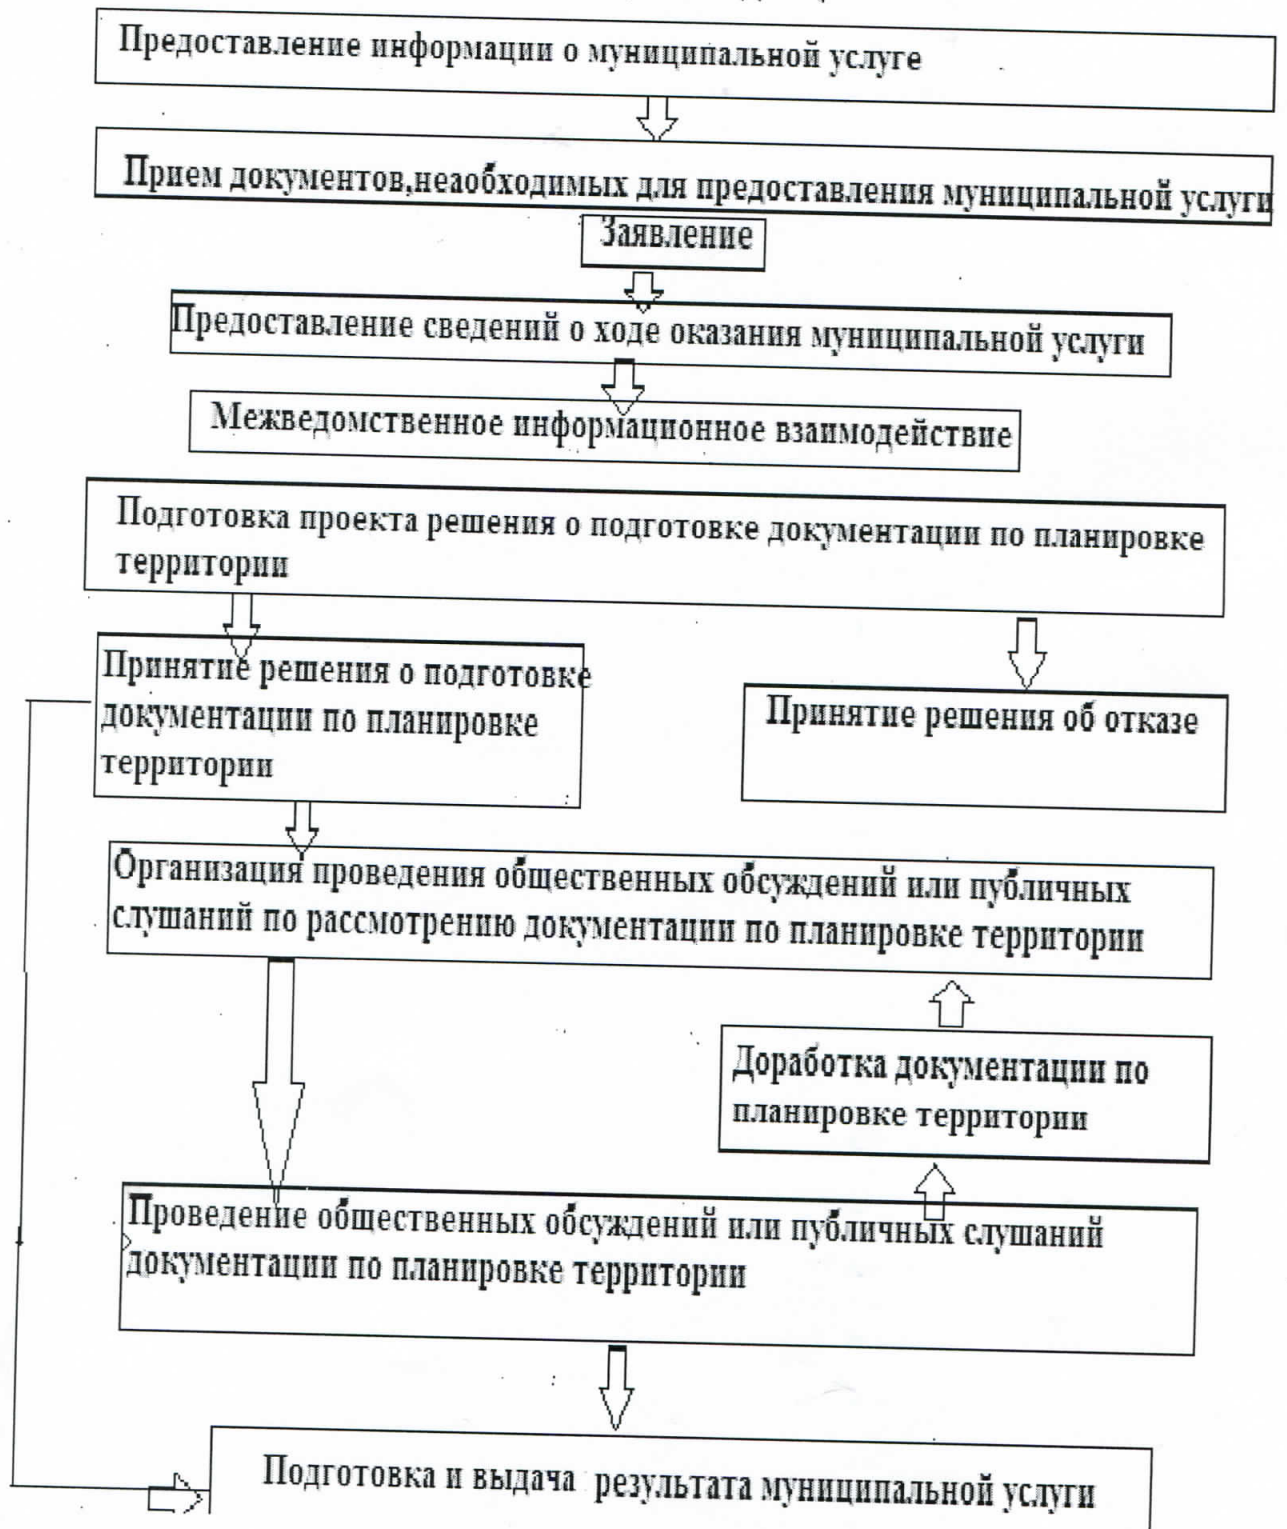 Предоставление информации о муниципальной услуге
Прием документов,неаобходимых для предоставления муниципальной услуги
Заявление
Предоставление сведений о ходе оказания муниципальной услуги
Межведомственное информационное взаимодействие
Подготовка проекта решения о подготовке документации по планировке
территории
Принятие решения о подготовке
документации по планировке
территории
Принятие решения об отказе
Организация проведения общественных обсуждений или публичных
слушаний по рассмотрению документации по планировке территории
Доработка документации по
планировке территории
Проведение общественных обсуждений или публичных слушаний
документации по планировке территории
Подготовка и выдача результата муниципальной услуги